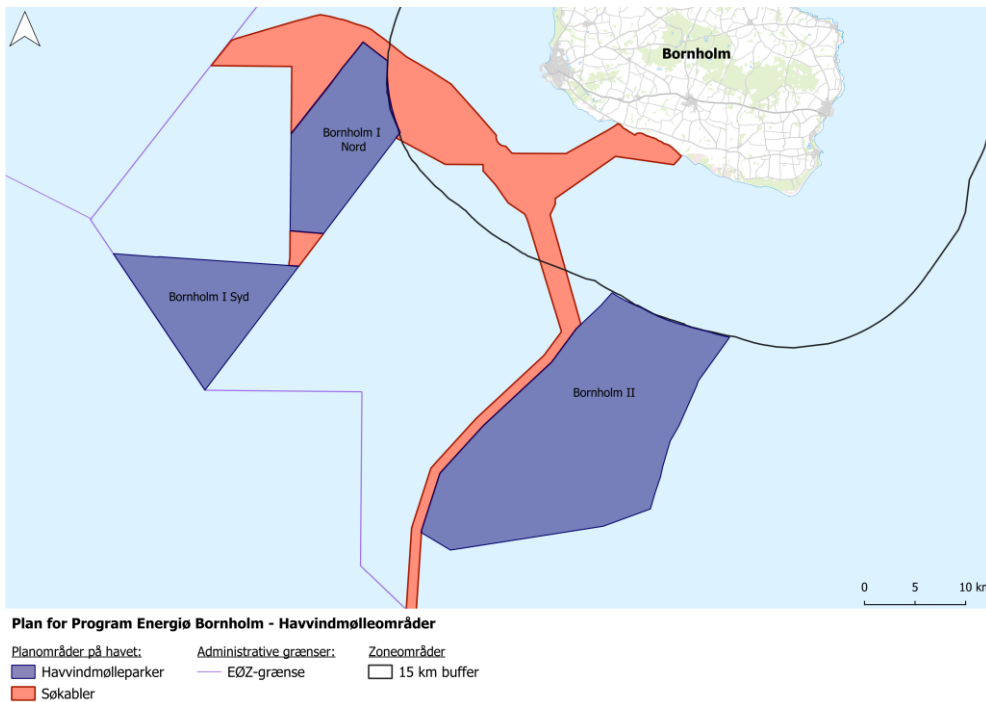 Bornholm
Bornholm I
Nord
Bornholm I Syd
Bornholm II
0 5 10 km
Plan for Program Energiø Bornholm - Havvindmølleområder
Planområder på havet: Administrative grænser: Zoneområder
Havvindmølleparker EØZ-grænse 15 km buffer
Søkabler